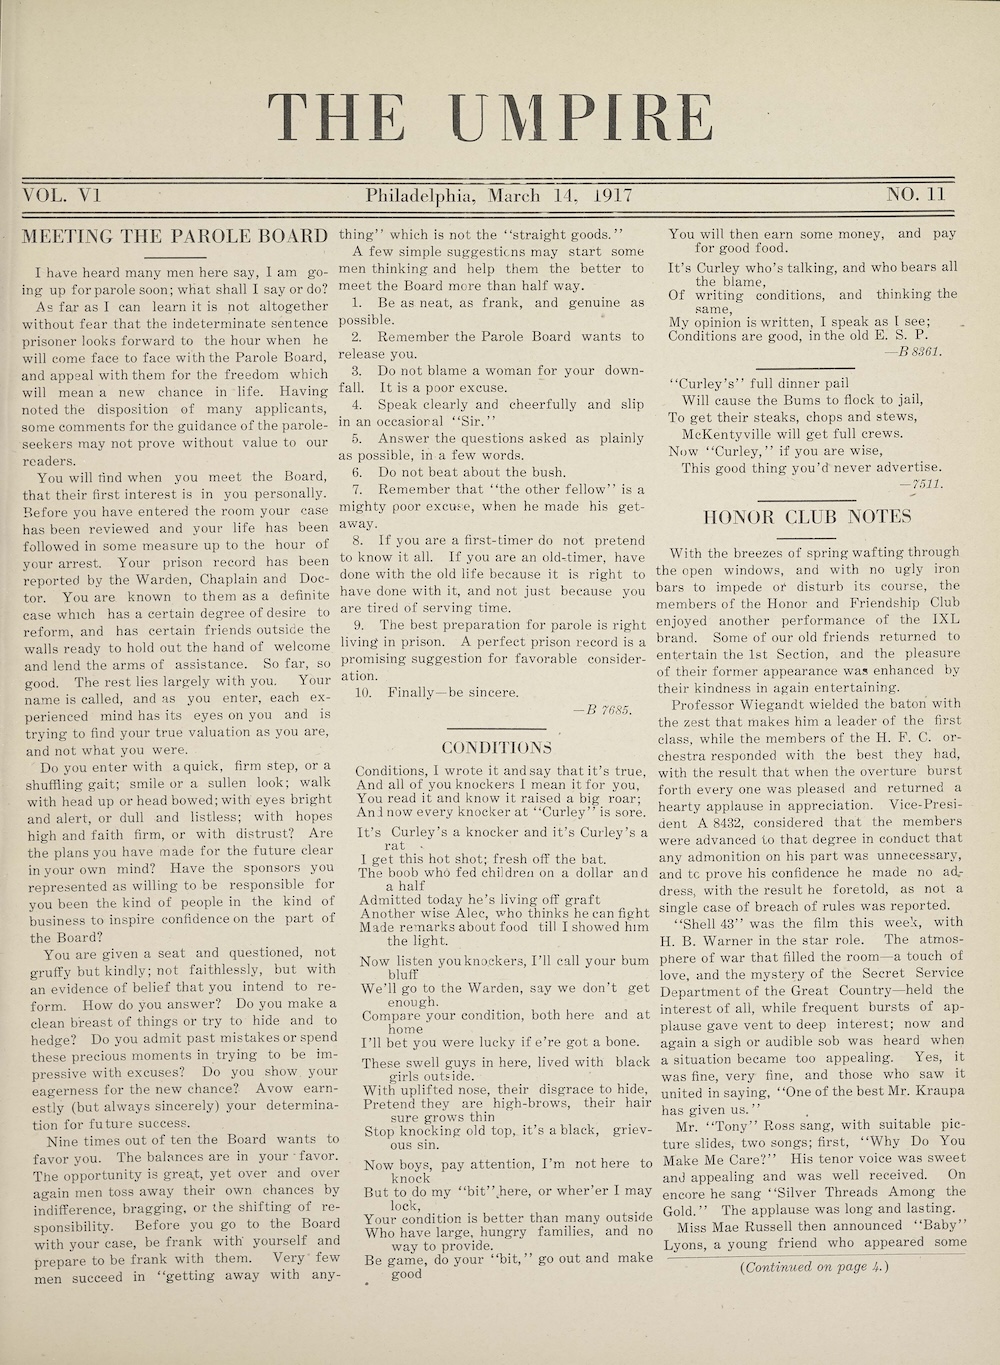 THE UMPIRE
VOL. V1
Philadelphia, March 14, 1917
NO. 11
MEETING THE PAROLE BOARD
I have heard many men here say, I am go-
ing up for parole soon; what shall I say or do?
As far as I can learn it is not altogether
without fear that the indeterminate sentence
prisoner looks forward to the hour when he
will come face to face with the Parole Board,
and appeal with them for the freedom which
will mean a new chance in life. Having
noted the disposition of many applicants,
some comments for the guidance of the parole-
seekers may not prove without value to our
readers.
You will find when you meet the Board,
that their first interest is in you personally.
Before you have entered the room your case
has been reviewed and your life has been
followed in some measure up to the hour of
your arrest. Your prison record has been
reported by the Warden, Chaplain and Doc-
tor. You are known to them as a definite
case which has a certain degree of desire to
reform, and has certain friends outside the
walls ready to hold out the hand of welcome
and lend the arms of assistance. So far, so
good. The rest lies largely with you. Your
name is called, and as you enter, each ex-
perienced mind has its eyes on you and is
trying to find your true valuation as you are,
and not what you were.
Do you enter with a quick, firm step, or a
shuffling gait; smile or a sullen look; walk
with head up or head bowed; with eyes bright
and alert, or dull and listless; with hopes
high and faith firm, or with distrust? Are
the plans you have made for the future clear
in your own mind? Have the sponsors you
represented as willing to be responsible for
you been the kind of people in the kind of
business to inspire confidence on the part of
the Board?
You are given a seat and questioned, not
gruffy but kindly; not faithlessly, but with
an evidence of belief that you intend to re-
form. How do you answer? Do you make a
clean breast of things or try to hide and to
hedge? Do you admit past mistakes or spend
these precious moments in trying to be im-
pressive with excuses? Do you show your
eagerness for the new chance? Avow earn-
estly (but always sincerely) your determina-
tion for future success.
Nine times out of ten the Board wants to
favor you. The balances are in your favor.
The opportunity is great, yet over and over
again men toss away their own chances by
indifference, bragging, or the shifting of re-
sponsibility. Before you go to the Board
with your case, be frank with yourself and
prepare to be frank with them. Very few
men succeed in "getting away with any-
thing" which is not the "straight goods."
A few simple suggestions may start some
men thinking and help them the better to
meet the Board more than half way.
1. Be as neat, as frank, and genuine as
possible.
2. Remember the Parole Board wants to
release you.
3. Do not blame a woman for your down-
fall. It is a poor excuse.
4. Speak clearly and cheerfully and slip
in an occasional "Sir."
5. Answer the questions asked as plainly
as possible, in a few words.
6. Do not beat about the bush.
7. Remember that "the other fellow" is a
mighty poor excuse, when he made his get-
away.
8. If you are a first-timer do not pretend
to know it all. If you are an old-timer, have
done with the old life because it is right to
have done with it, and not just because you
are tired of serving time.
9. The best preparation for parole is right
living in prison. A perfect prison record is a
promising suggestion for favorable consider-
ation.
10. Finally—be sincere.
—B 7685.
CONDITIONS
Conditions, I wrote it and say that it's true,
And all of you knockers I mean it for you,
You read it and know it raised a big roar;
And now every knocker at "Curley" is sore.
It's Curley's a knocker and it's Curley's a
rat
I get this hot shot; fresh off the bat.
The boob who fed children on a dollar and
a half
Admitted today he's living off graft
Another wise Alec, who thinks he can fight
Made remarks about food till I showed him
the light.
Now listen you knockers, I'll call your bum
bluff
We'll go to the Warden, say we don't get
enough.
Compare your condition, both here and at
home
I'll bet you were lucky if e're got a bone.
These swell guys in here, lived with black
girls outside.
With uplifted nose, their disgrace to hide,
Pretend they are high-brows, their hair
sure grows thin
Stop knocking old top, it's a black, griev-
ous sin.
Now boys, pay attention, I'm not here to
knock
But to do my "bit" here, or wher'er I may
lock,
Your condition is better than many outside
Who have large, hungry families, and no
way to provide.
Be game, do your "bit," go out and make
good
You will then earn some money, and pay
for good food.
It's Curley who's talking, and who bears all
the blame,
Of writing conditions, and thinking the
same,
My opinion is written, I speak as I see;
Conditions are good, in the old E. S. P.
—B 8361.
"Curley's" full dinner pail
Will cause the Bums to flock to jail,
To get their steaks, chops and stews,
McKentyville will get full crews.
Now "Curley," if you are wise,
This good thing you'd never advertise.
—7511.
HONOR CLUB NOTES
With the breezes of spring wafting through
the open windows, and with no ugly iron
bars to impede or disturb its course, the
members of the Honor and Friendship Club
enjoyed another performance of the IXL
brand. Some of our old friends returned to
entertain the 1st Section, and the pleasure
of their former appearance was enhanced by
their kindness in again entertaining.
Professor Wiegandt wielded the baton with
the zest that makes him a leader of the first
class, while the members of the H. F. C. or-
chestra responded with the best they had,
with the result that when the overture burst
forth every one was pleased and returned a
hearty applause in appreciation. Vice-Presi-
dent A 8432, considered that the members
were advanced to that degree in conduct that
any admonition on his part was unnecessary,
and to prove his confidence he made no ad-
dress, with the result he foretold, as not a
single case of breach of rules was reported.
"Shell 43" was the film this week, with
H. B. Warner in the star role. The atmos-
phere of war that filled the room—a touch of
love, and the mystery of the Secret Service
Department of the Great Country—held the
interest of all, while frequent bursts of ap-
plause gave vent to deep interest; now and
again a sigh or audible sob was heard when
a situation became too appealing. Yes, it
was fine, very fine, and those who saw it
united in saying, "One of the best Mr. Kraupa
has given us."
Mr. "Tony" Ross sang, with suitable pic-
ture slides, two songs; first, "Why Do You
Make Me Care?" His tenor voice was sweet
and appealing and was well received. On
encore he sang "Silver Threads Among the
Gold." The applause was long and lasting.
Miss Mae Russell then announced "Baby"
Lyons, a young friend who appeared some
(Continued on page 4.)